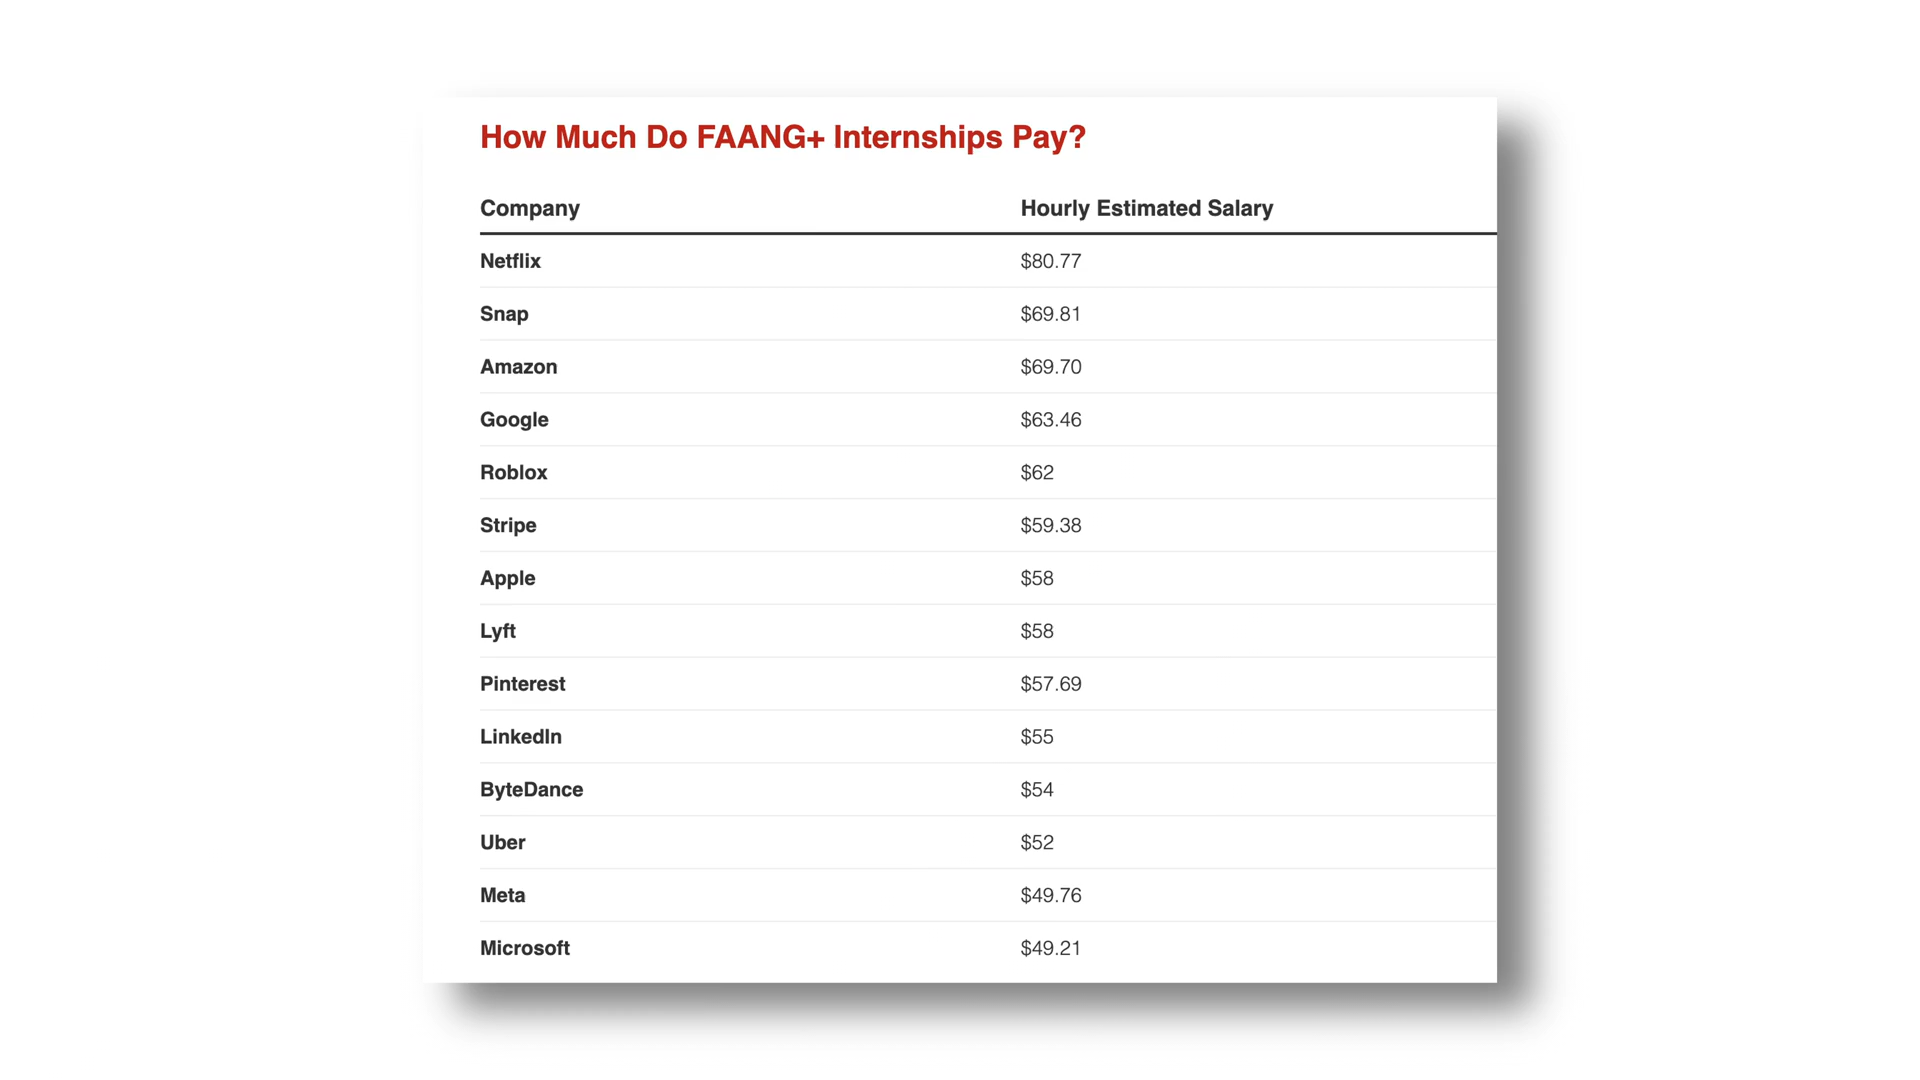 How Much Do FAANG+ Internships Pay?
Company Hourly Estimated Salary
Netflix $80.77
Snap $69.81
Amazon $69.70
Google $63.46
Roblox $62
Stripe $59.38
Apple $58
Lyft $58
Pinterest $57.69
LinkedIn $55
ByteDance $54
Uber $52
Meta $49.76
Microsoft $49.21